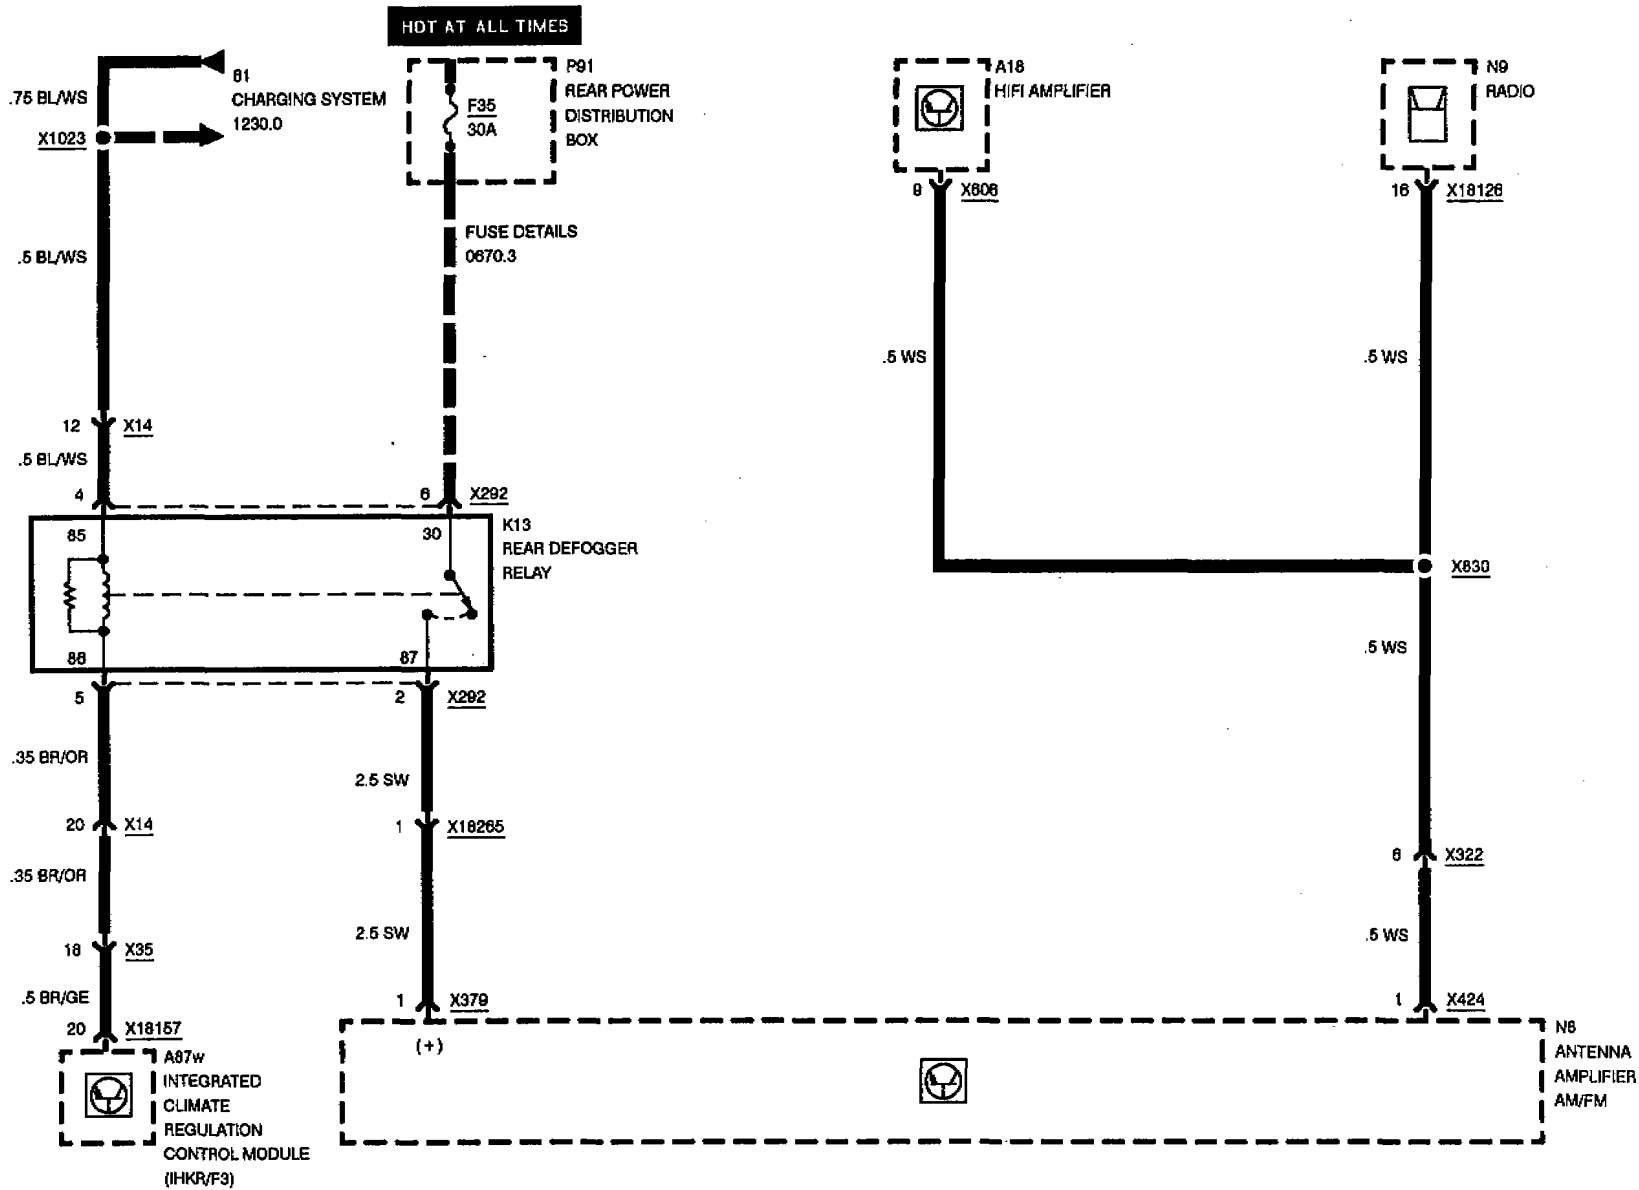 HOT AT ALL TIMES
61
CHARGING SYSTEM
1230.0
.75 BL/WS
X1023
P91
REAR POWER
DISTRIBUTION
BOX
F35
30A
A18
HIFI AMPLIFIER
N9
RADIO
9 X606
16 X18126
.5 BL/WS
FUSE DETAILS
0670.3
.5 WS
.5 WS
12 X14
.5 BL/WS
4
6 X292
85
30
K13
REAR DEFOGGER
RELAY
X830
86
87
5
2 X292
.5 WS
.35 BR/OR
2.5 SW
20 X14
1 X18265
6 X322
.35 BR/OR
2.5 SW
.5 WS
18 X35
.5 BR/GE
1 X379
1 X424
20 X18157
(+)
A87w
INTEGRATED
CLIMATE
REGULATION
CONTROL MODULE
(IHKR/F3)
N6
ANTENNA
AMPLIFIER
AM/FM